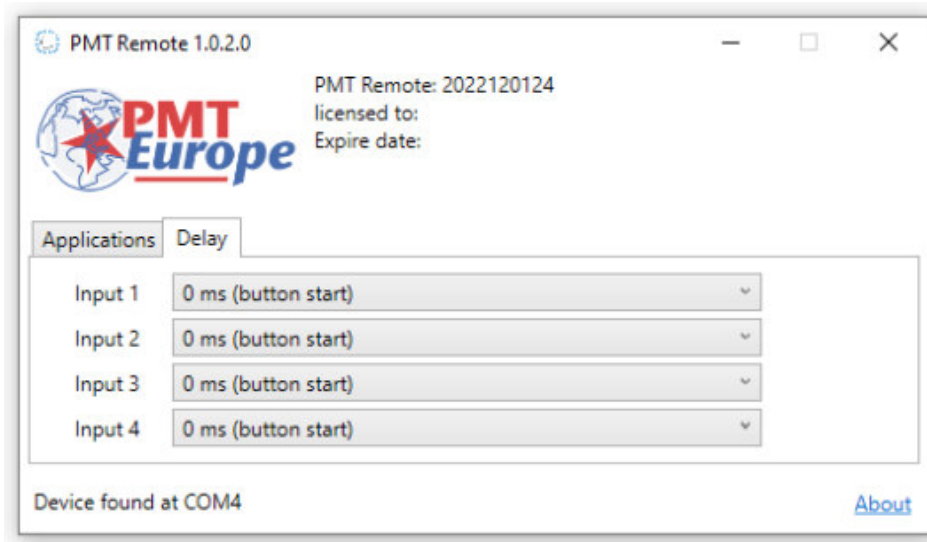 PMT Remote 1.0.2.0
PMT Europe
PMT Remote: 2022120124
licensed to:
Expire date:
Applications Delay
Input 1 0 ms (button start)
Input 2 0 ms (button start)
Input 3 0 ms (button start)
Input 4 0 ms (button start)
Device found at COM4 About